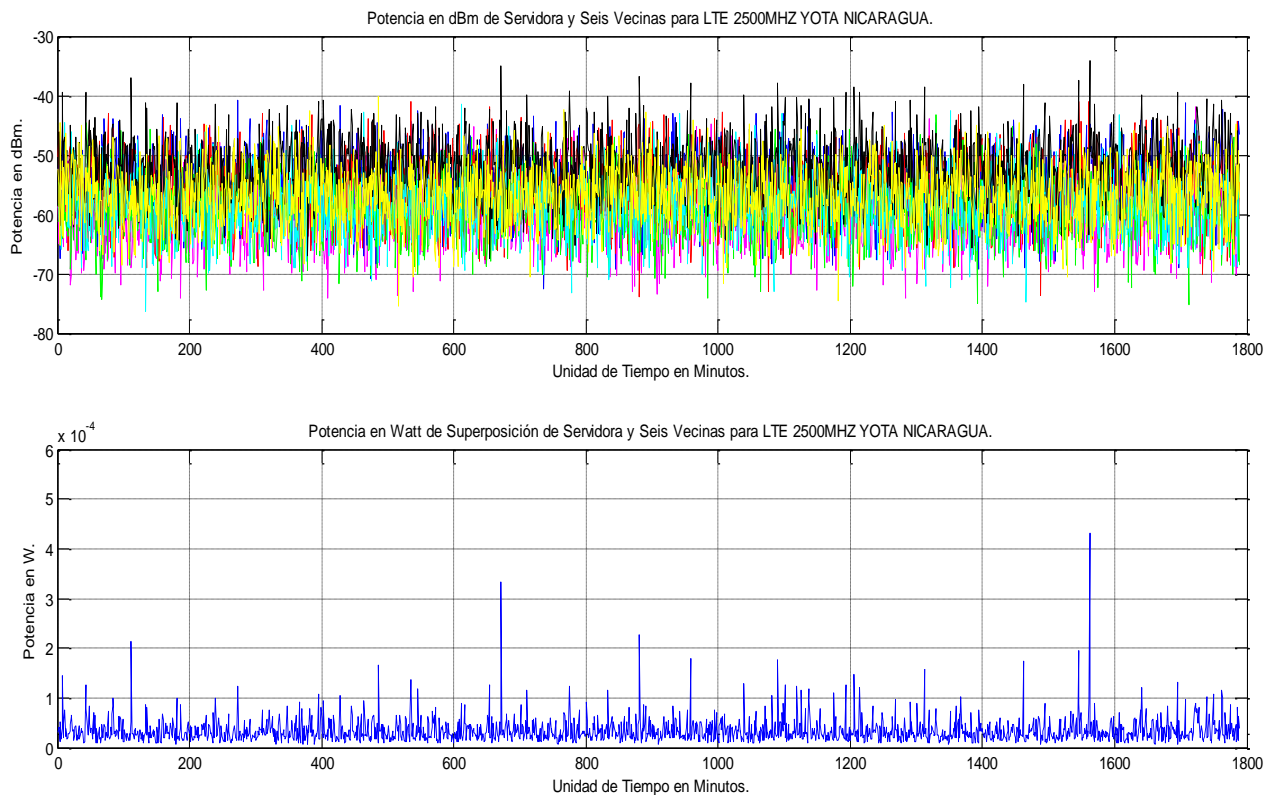 Potencia en dBm de Servidora y Seis Vecinas para LTE 2500MHZ YOTA NICARAGUA.
-30
-40
-50
-60
-70
-80
Potencia en dBm.
0 200 400 600 800 1000 1200 1400 1600 1800
Unidad de Tiempo en Minutos.
x 10^-4
Potencia en Watt de Superposición de Servidora y Seis Vecinas para LTE 2500MHZ YOTA NICARAGUA.
6
5
4
3
2
1
0
Potencia en W.
0 200 400 600 800 1000 1200 1400 1600 1800
Unidad de Tiempo en Minutos.